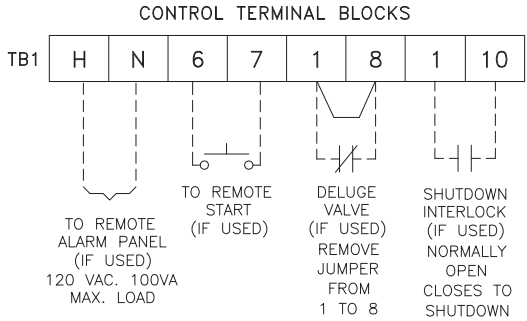 CONTROL TERMINAL BLOCKS
TB1 H N 6 7 1 8 1 10
TO REMOTE
ALARM PANEL
(IF USED)
120 VAC. 100VA
MAX. LOAD
TO REMOTE
START
(IF USED)
DELUGE
VALVE
(IF USED)
REMOVE
JUMPER
FROM
1 TO 8
SHUTDOWN
INTERLOCK
(IF USED)
NORMALLY
OPEN
CLOSES TO
SHUTDOWN